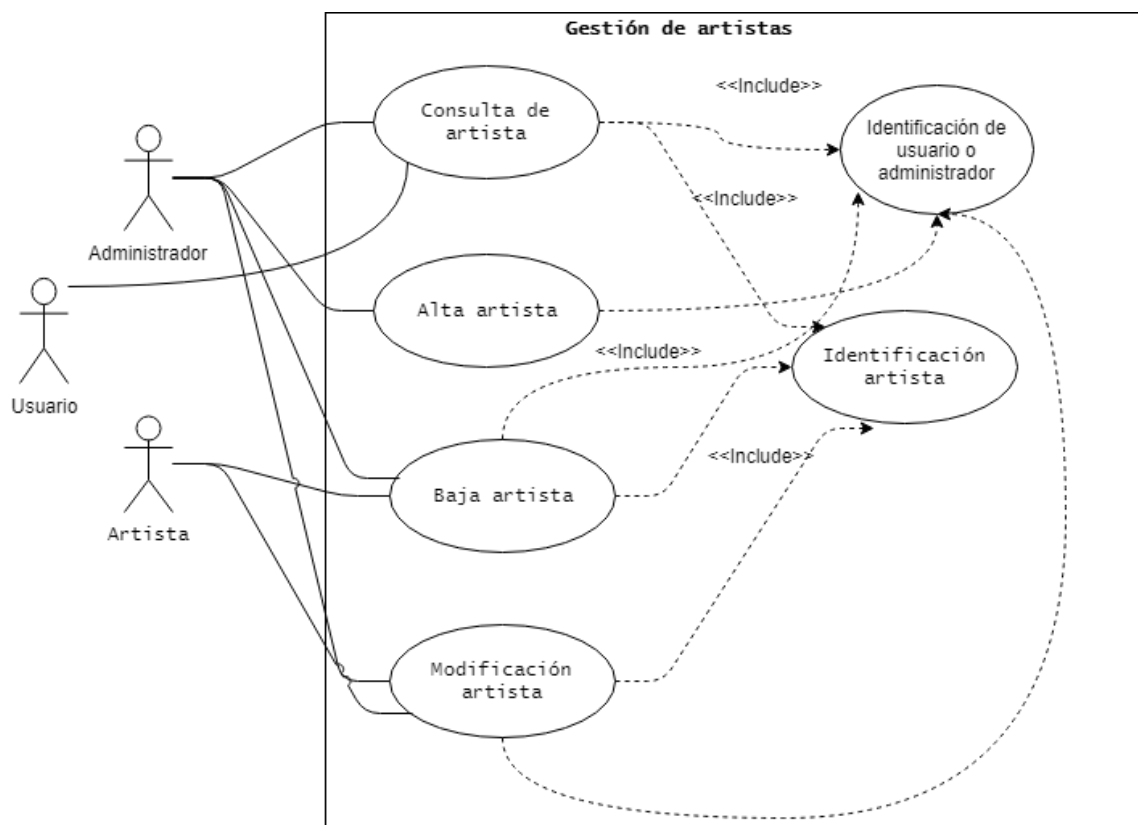 Gestión de artistas
Consulta de
artista
<<Include>>
Identificación de
usuario o
administrador
<<Include>>
Administrador
Alta artista
Usuario
<<Include>>
Identificación
artista
Artista
Baja artista
<<Include>>
Modificación
artista